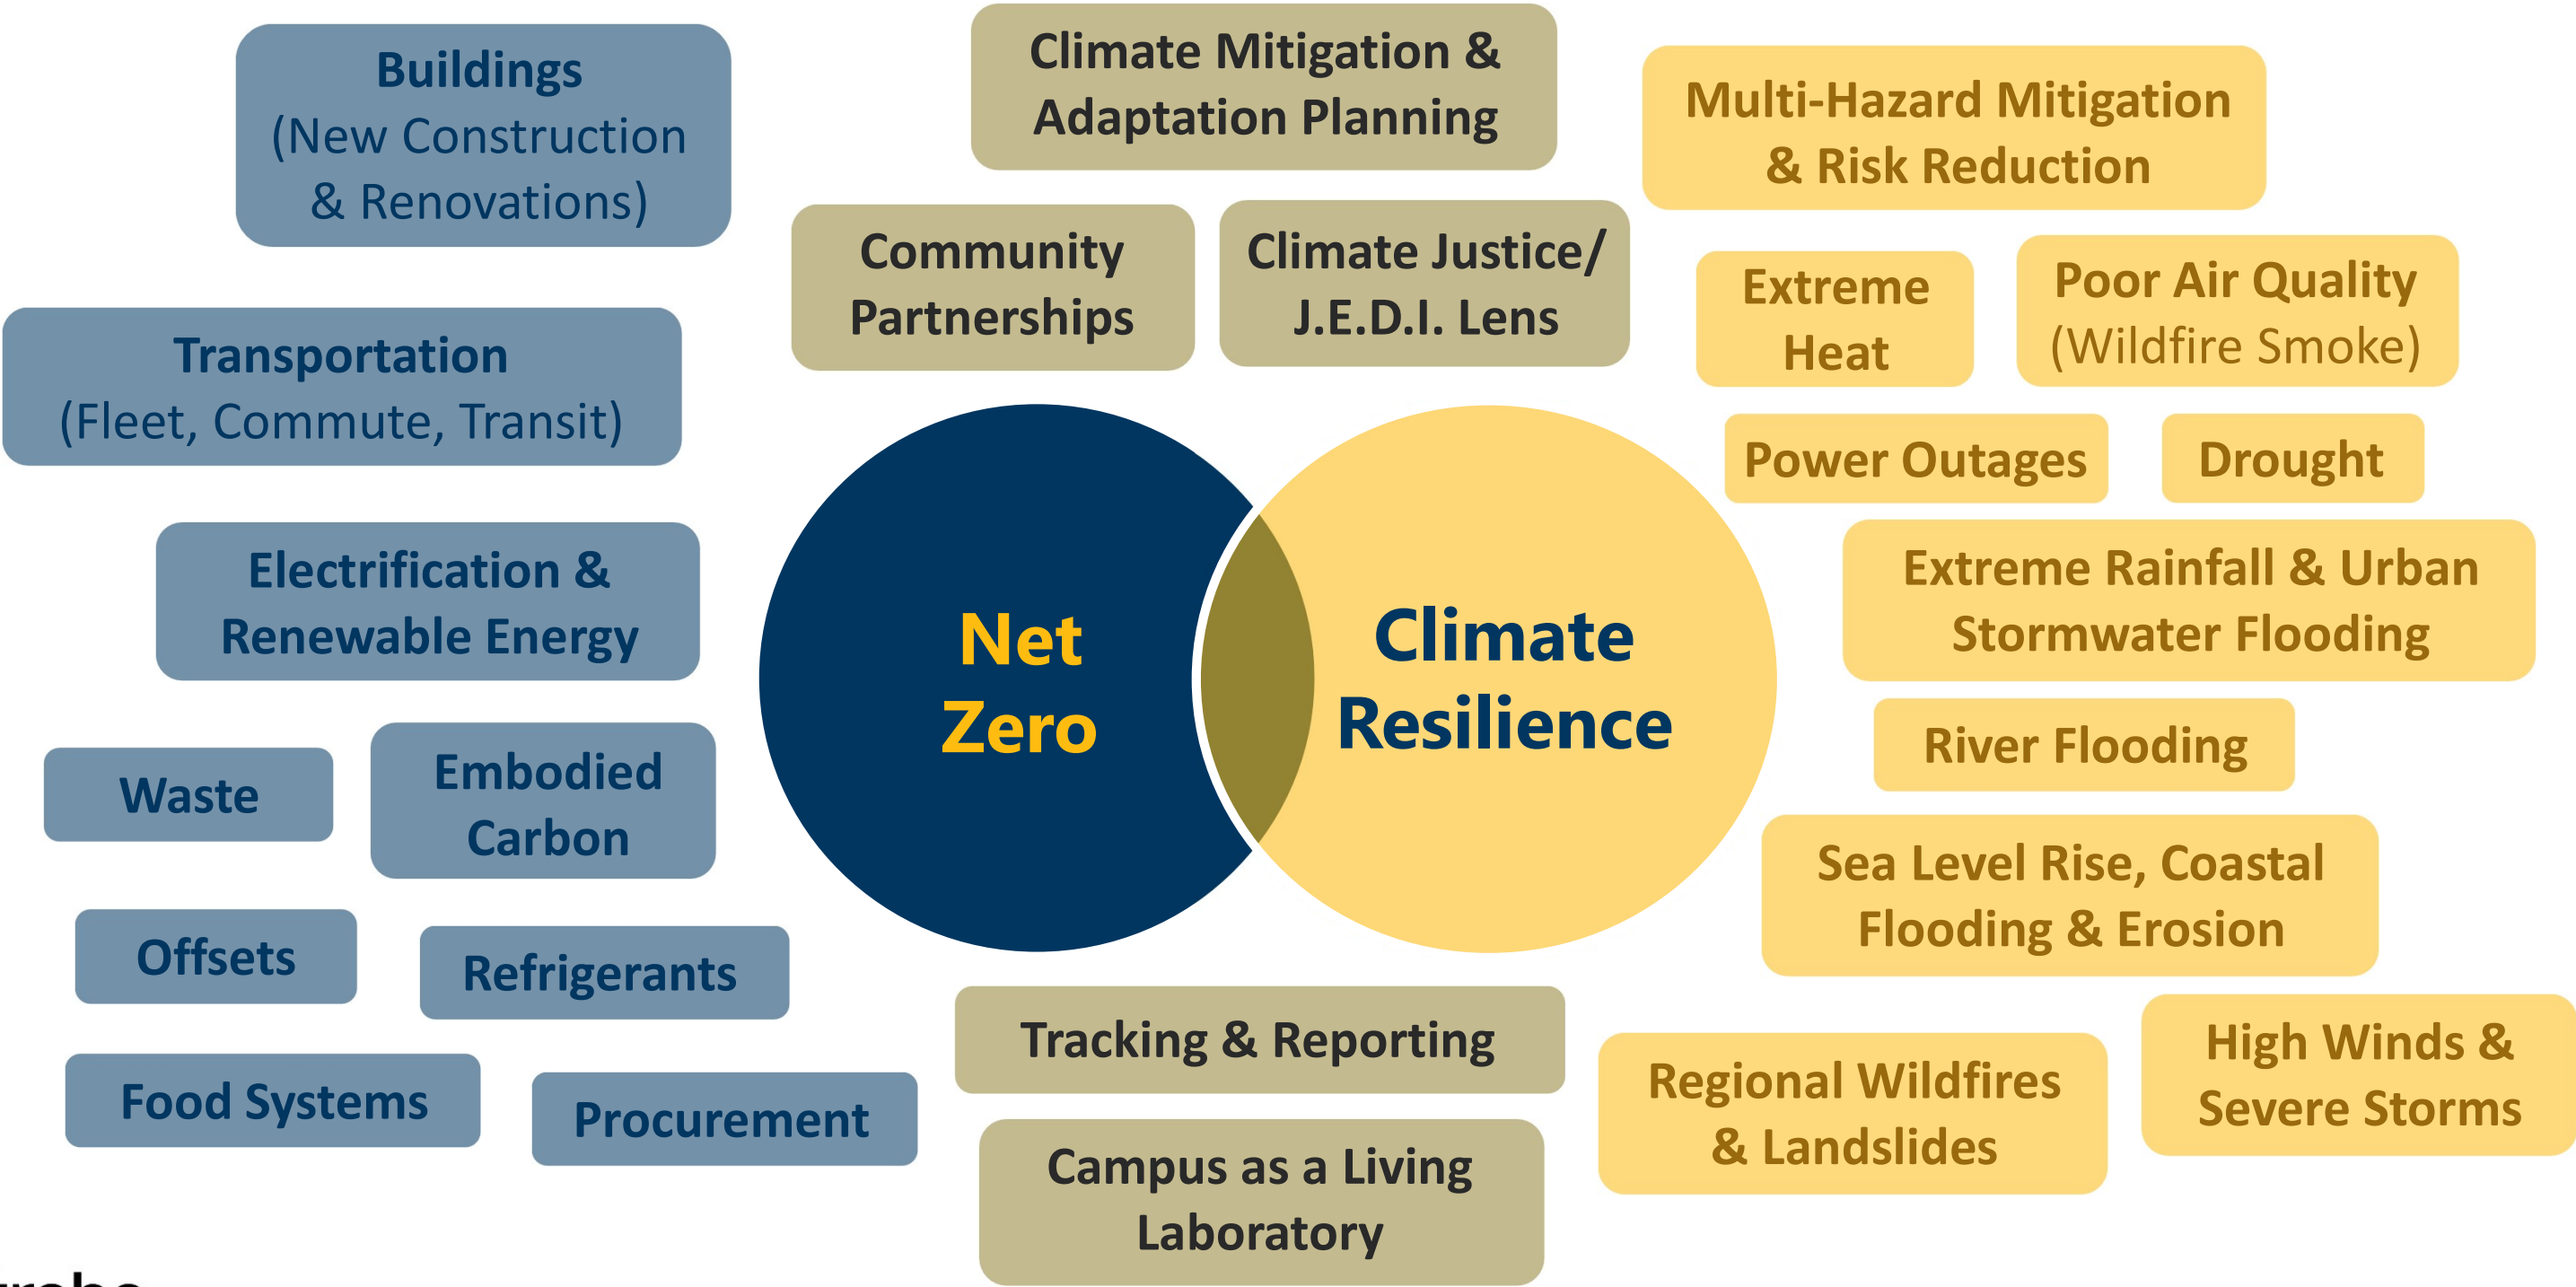 Buildings
(New Construction
& Renovations)
Transportation
(Fleet, Commute, Transit)
Electrification &
Renewable Energy
Waste
Embodied
Carbon
Offsets
Refrigerants
Food Systems
Procurement
Climate Mitigation &
Adaptation Planning
Community
Partnerships
Climate Justice/
J.E.D.I. Lens
Net
Zero
Climate
Resilience
Tracking & Reporting
Campus as a Living
Laboratory
Multi-Hazard Mitigation
& Risk Reduction
Extreme
Heat
Poor Air Quality
(Wildfire Smoke)
Power Outages
Drought
Extreme Rainfall & Urban
Stormwater Flooding
River Flooding
Sea Level Rise, Coastal
Flooding & Erosion
Regional Wildfires
& Landslides
High Winds &
Severe Storms